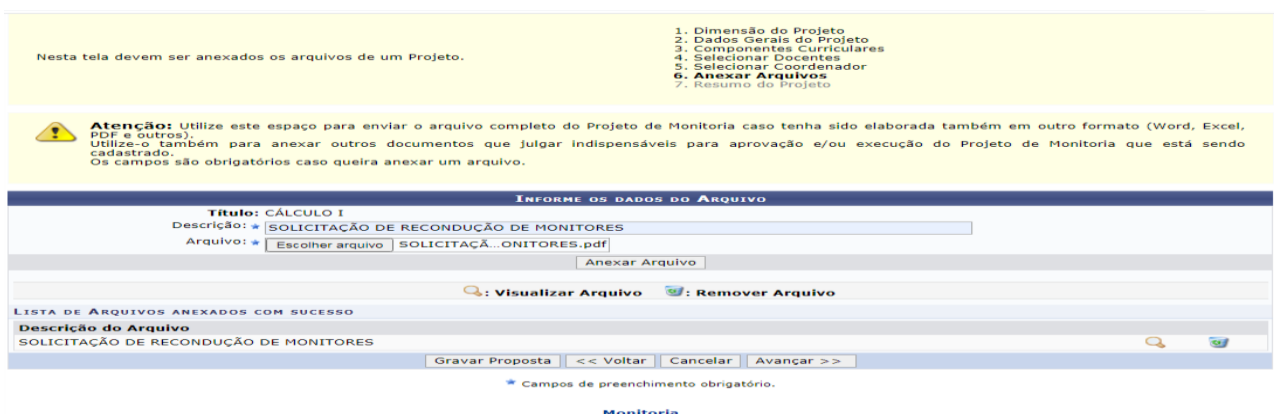 Nesta tela devem ser anexados os arquivos de um Projeto.
1. Dimensão do Projeto
2. Dados Gerais do Projeto
3. Componentes Curriculares
4. Selecionar Docentes
5. Selecionar Coordenador
6. Anexar Arquivos
7. Resumo do Projeto
Atenção: Utilize este espaço para enviar o arquivo completo do Projeto de Monitoria caso tenha sido elaborada também em outro formato (Word, Excel,
PDF e outros).
Utilize-o também para anexar outros documentos que julgar indispensáveis para aprovação e/ou execução do Projeto de Monitoria que está sendo
cadastrado.
Os campos são obrigatórios caso queira anexar um arquivo.
INFORME OS DADOS DO ARQUIVO
Título: CÁLCULO I
Descrição: SOLICITAÇÃO DE RECONDUÇÃO DE MONITORES
Arquivo: Escolher arquivo SOLICITAÇÃ...ONITORES.pdf
Anexar Arquivo
: Visualizar Arquivo : Remover Arquivo
LISTA DE ARQUIVOS ANEXADOS COM SUCESSO
Descrição do Arquivo
SOLICITAÇÃO DE RECONDUÇÃO DE MONITORES
Gravar Proposta << Voltar Cancelar Avançar >>
Campos de preenchimento obrigatório.
Monitoria